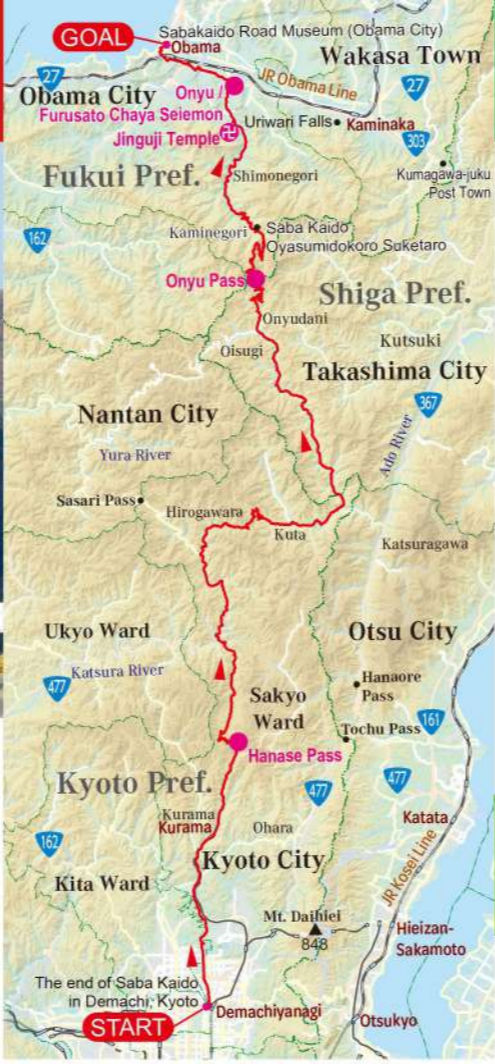 GOAL
Sabakaido Road Museum (Obama City)
Obama
Wakasa Town
27
JR Obama Line
27
Obama City
Onyu /
Furusato Chaya Seiemon
Uriwari Falls
Kaminaka
303
Jinguji Temple
卍
Kumagawa-juku
Post Town
Fukui Pref.
Shimonegori
162
Kaminegori
Saba Kaido
Oyasumidokoro Suketaro
Onyu Pass
Shiga Pref.
Onyudani
Oisugi
Kutsuki
Takashima City
367
Nantan City
Ado River
Yura River
Sasari Pass
Hirogawara
Kuta
Katsuragawa
Ukyo Ward
Otsu City
Katsura River
477
Hanaore
Pass
Sakyo
Ward
Tochu Pass
161
Hanase Pass
Kyoto Pref.
477
477
Kurama
Kurama
Ohara
Katata
162
Kyoto City
JR Kosei Line
Kita Ward
Mt. Daihiei
848
Hieizan-
Sakamoto
The end of Saba Kaido
in Demachi, Kyoto
Demachiyanagi
START
Otsukyo